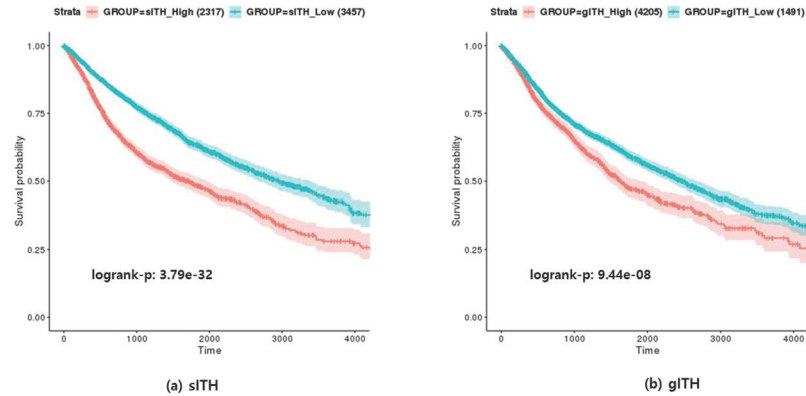 Strata GROUP=sITH_High (2317) GROUP=sITH_Low (3457)
1.00
0.75
0.50
0.25
0.00
Survival probability
logrank-p: 3.79e-32
0 1000 2000 3000 4000
Time
(a) sITH
Strata GROUP=gITH_High (4205) GROUP=gITH_Low (1491)
1.00
0.75
0.50
0.25
0.00
Survival probability
logrank-p: 9.44e-08
0 1000 2000 3000 4000
Time
(b) gITH